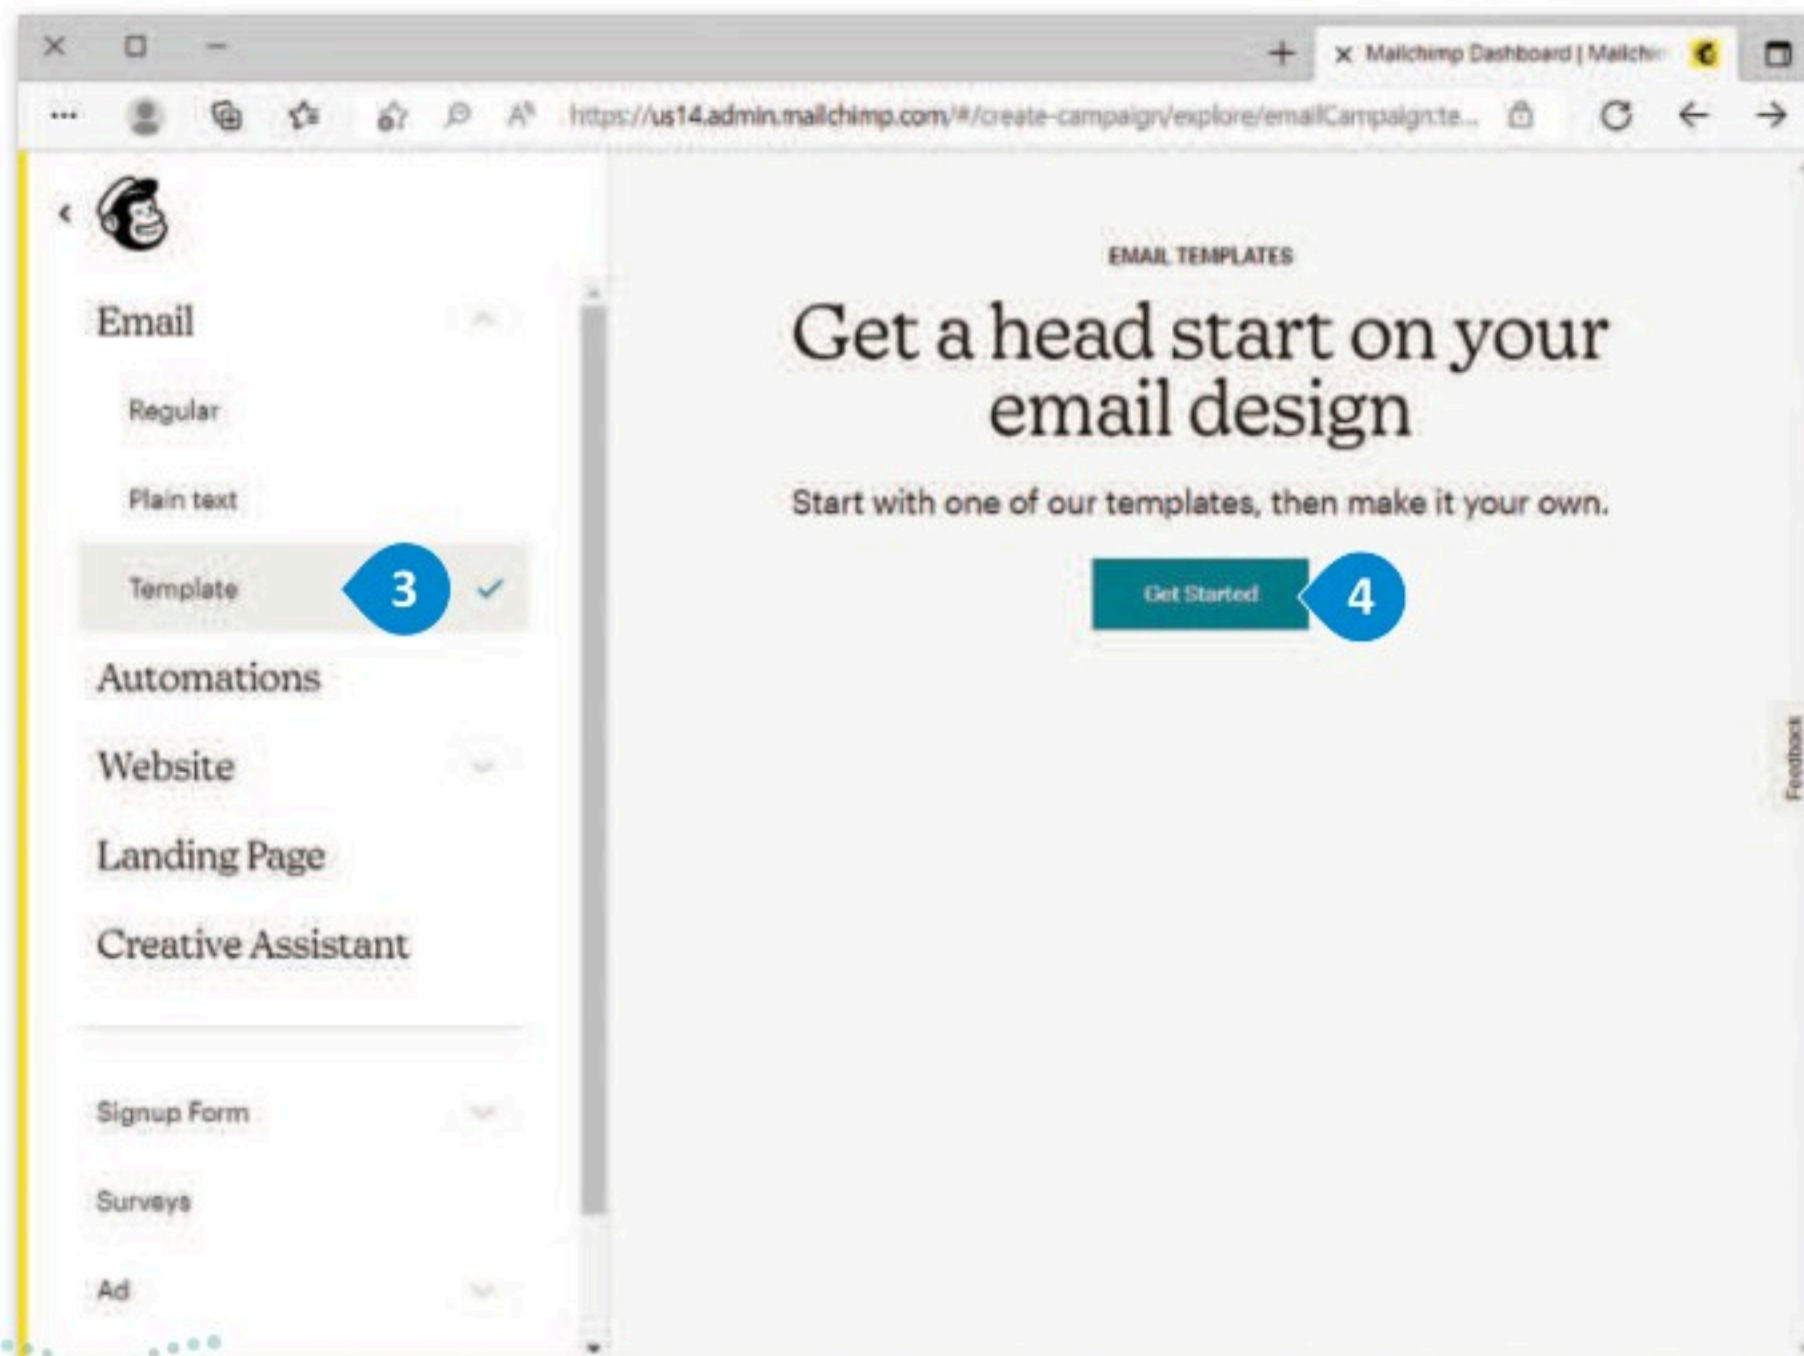 Mailchimp Dashboard | Mailchi
https://us14.admin.mailchimp.com/#/create-campaign/explore/emailCampaign:te...
Email
Regular
Plain text
Template
3
Automations
Website
Landing Page
Creative Assistant
Signup Form
Surveys
Ad
EMAIL TEMPLATES
Get a head start on your
email design
Start with one of our templates, then make it your own.
Get Started
4
Feedback